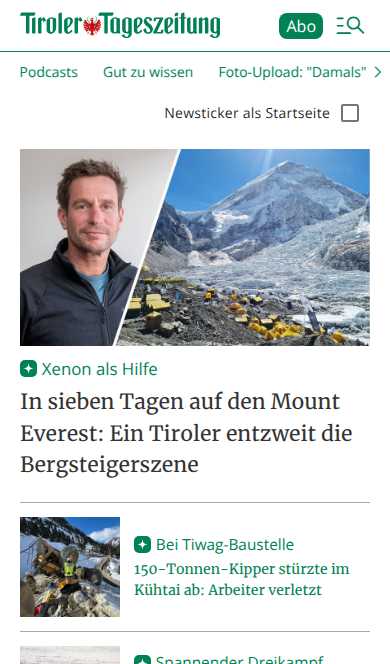 Tiroler Tageszeitung
Abo
Podcasts Gut zu wissen Foto-Upload: "Damals"
Newsticker als Startseite
Xenon als Hilfe
In sieben Tagen auf den Mount
Everest: Ein Tiroler entzweit die
Bergsteigerszene
Bei Tiwag-Baustelle
150-Tonnen-Kipper stürzte im
Kühtai ab: Arbeiter verletzt
Spannender Dreikampf